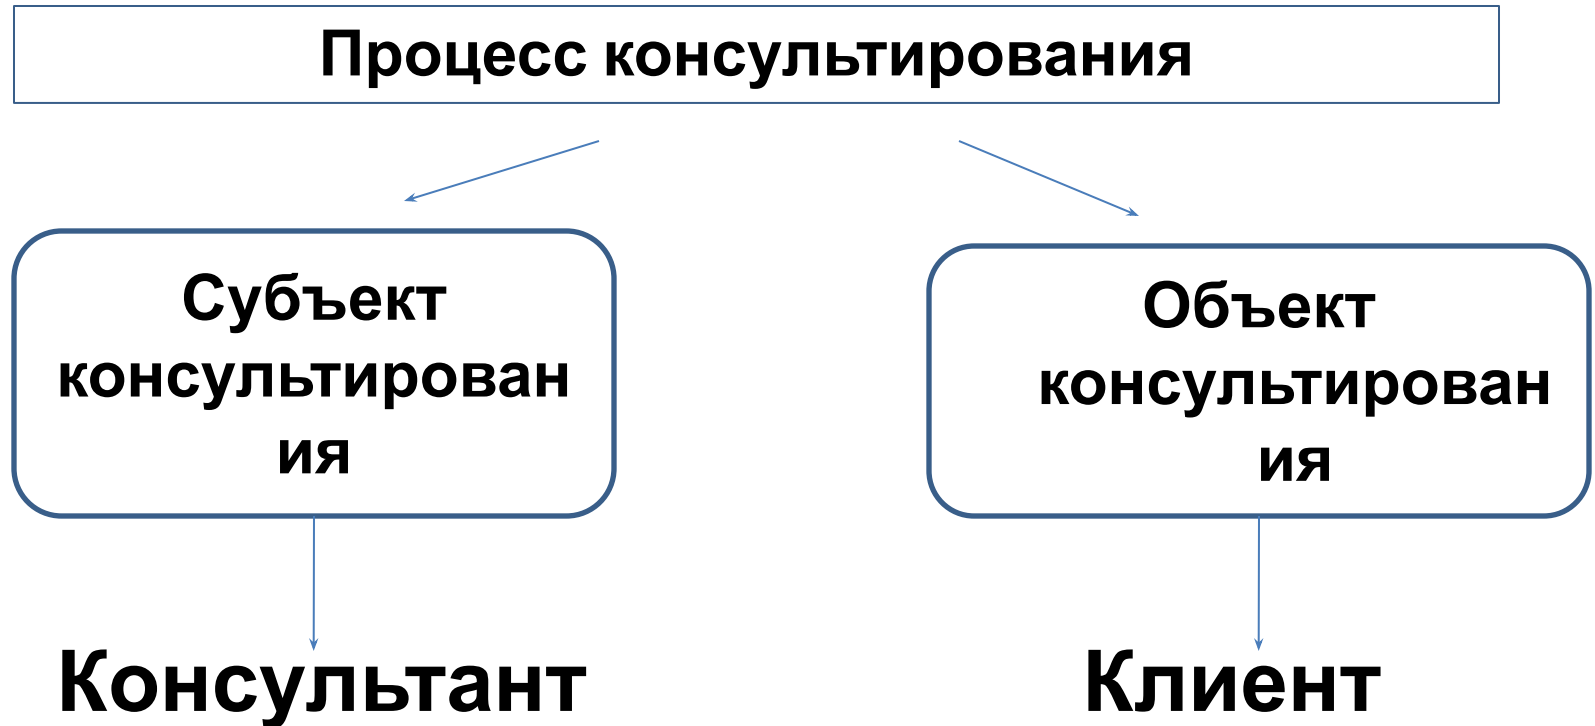 Процесс консультирования
Субъект
консультирован
ия
Объект
консультирован
ия
Консультант
Клиент